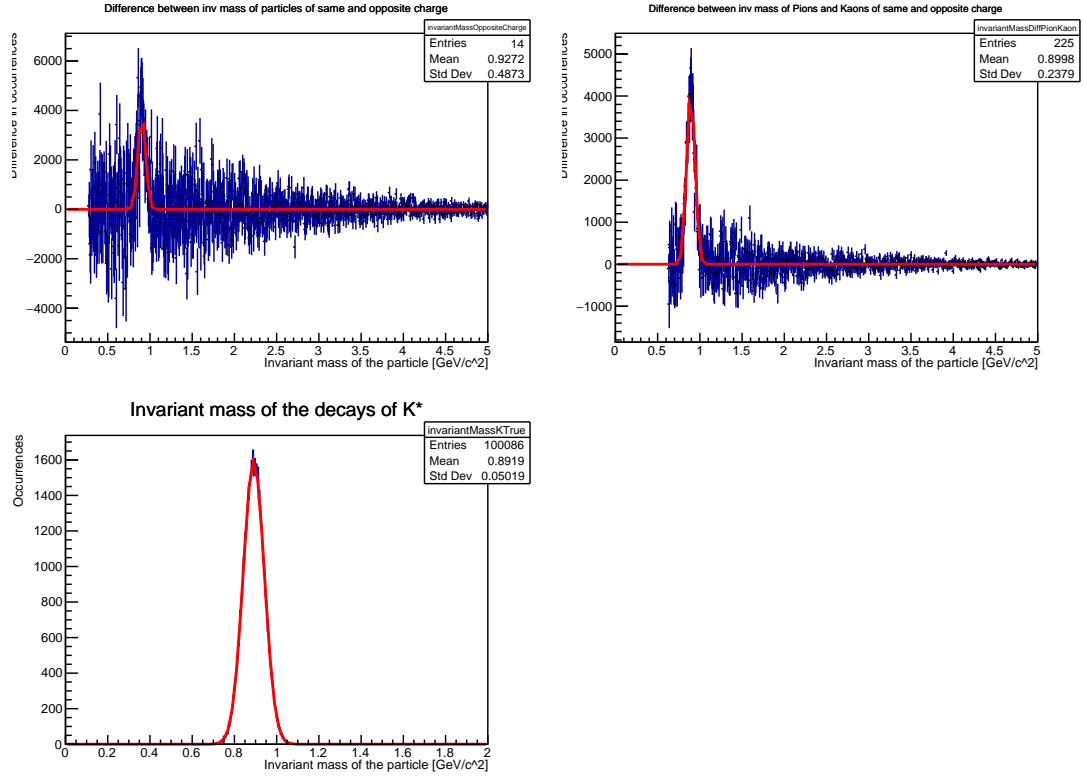 Difference between inv mass of particles of same and opposite charge
invariantMassOppositeCharge
Entries 14
Mean 0.9272
Std Dev 0.4873
Difference in occurrences
6000
4000
2000
0
−2000
−4000
0 0.5 1 1.5 2 2.5 3 3.5 4 4.5 5
Invariant mass of the particle [GeV/c^2]
Difference between inv mass of Pions and Kaons of same and opposite charge
invariantMassDiffPionKaon
Entries 225
Mean 0.8998
Std Dev 0.2379
Difference in occurrences
5000
4000
3000
2000
1000
0
−1000
0 0.5 1 1.5 2 2.5 3 3.5 4 4.5 5
Invariant mass of the particle [GeV/c^2]
Invariant mass of the decays of K*
invariantMassKTrue
Entries 100086
Mean 0.8919
Std Dev 0.05019
Occurrences
1600
1400
1200
1000
800
600
400
200
0
0 0.2 0.4 0.6 0.8 1 1.2 1.4 1.6 1.8 2
Invariant mass of the particle [GeV/c^2]